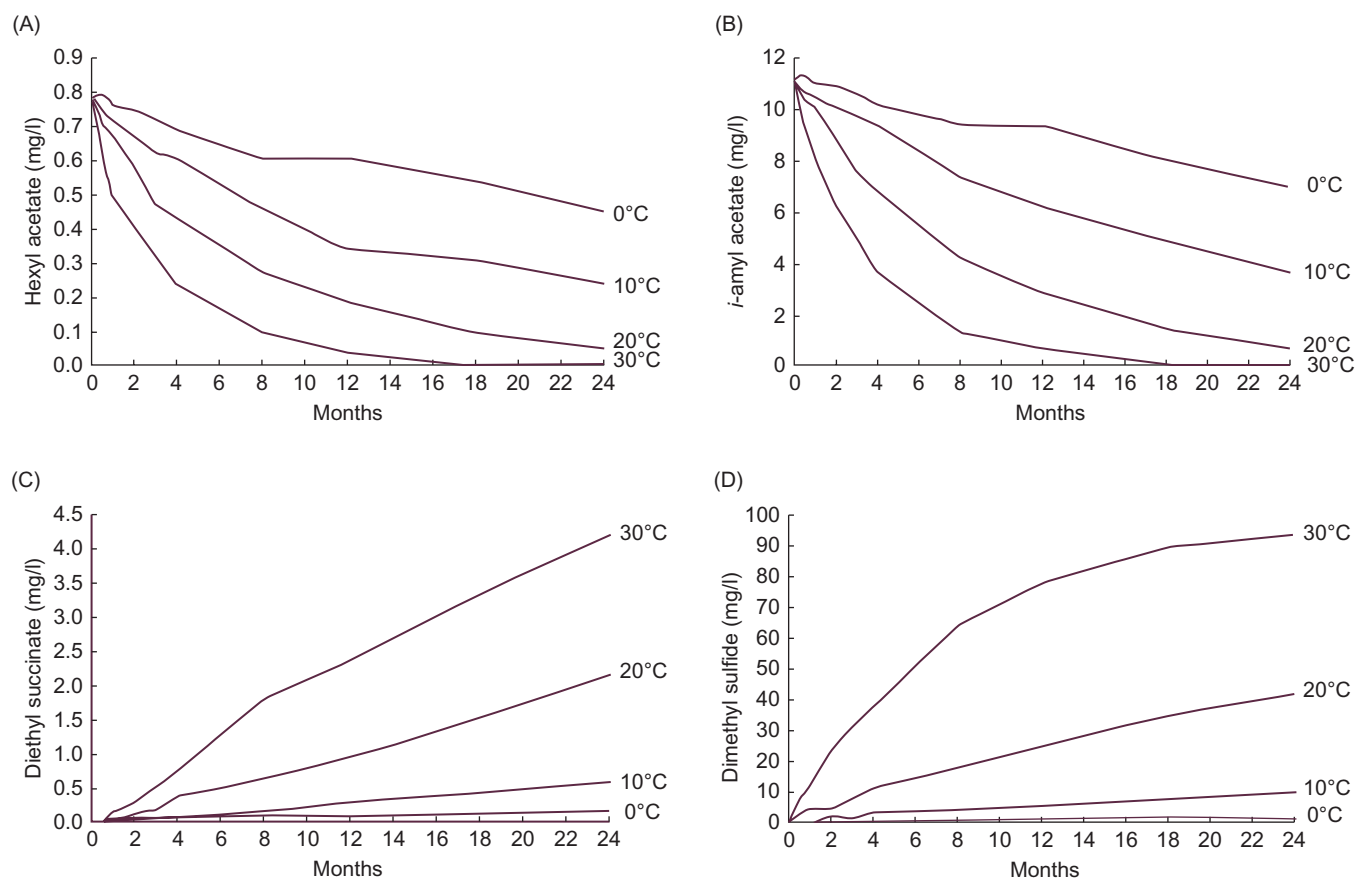 (A)
Hexyl acetate (mg/l)
0.9
0.8
0.7
0.6
0.5
0.4
0.3
0.2
0.1
0.0
0 2 4 6 8 10 12 14 16 18 20 22 24
Months
0°C
10°C
20°C
30°C
(B)
i-amyl acetate (mg/l)
12
10
8
6
4
2
0
0 2 4 6 8 10 12 14 16 18 20 22 24
Months
0°C
10°C
20°C
30°C
(C)
Diethyl succinate (mg/l)
4.5
4.0
3.5
3.0
2.5
2.0
1.5
1.0
0.5
0.0
0 2 4 6 8 10 12 14 16 18 20 22 24
Months
30°C
20°C
10°C
0°C
(D)
Dimethyl sulfide (mg/l)
100
90
80
70
60
50
40
30
20
10
0
0 2 4 6 8 10 12 14 16 18 20 22 24
Months
30°C
20°C
10°C
0°C